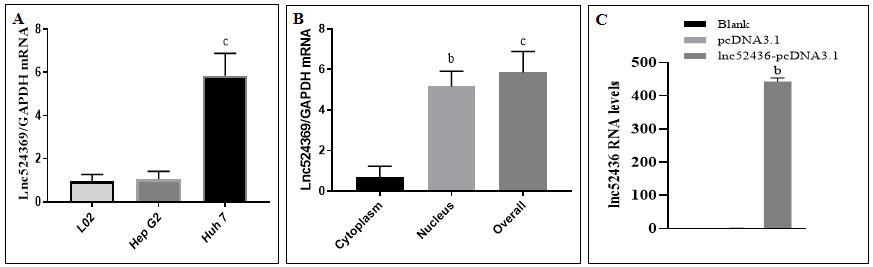 A
Lnc524369/GAPDH mRNA
8
6
4
2
0
c
L02
Hep G2
Huh 7
B
Lnc524369/GAPDH mRNA
8
6
4
2
0
b
c
Cytoplasm
Nucleus
Overall
C
Blank
pcDNA3.1
lnc52436-pcDNA3.1
lnc52436 RNA levels
500
400
300
200
100
0
b